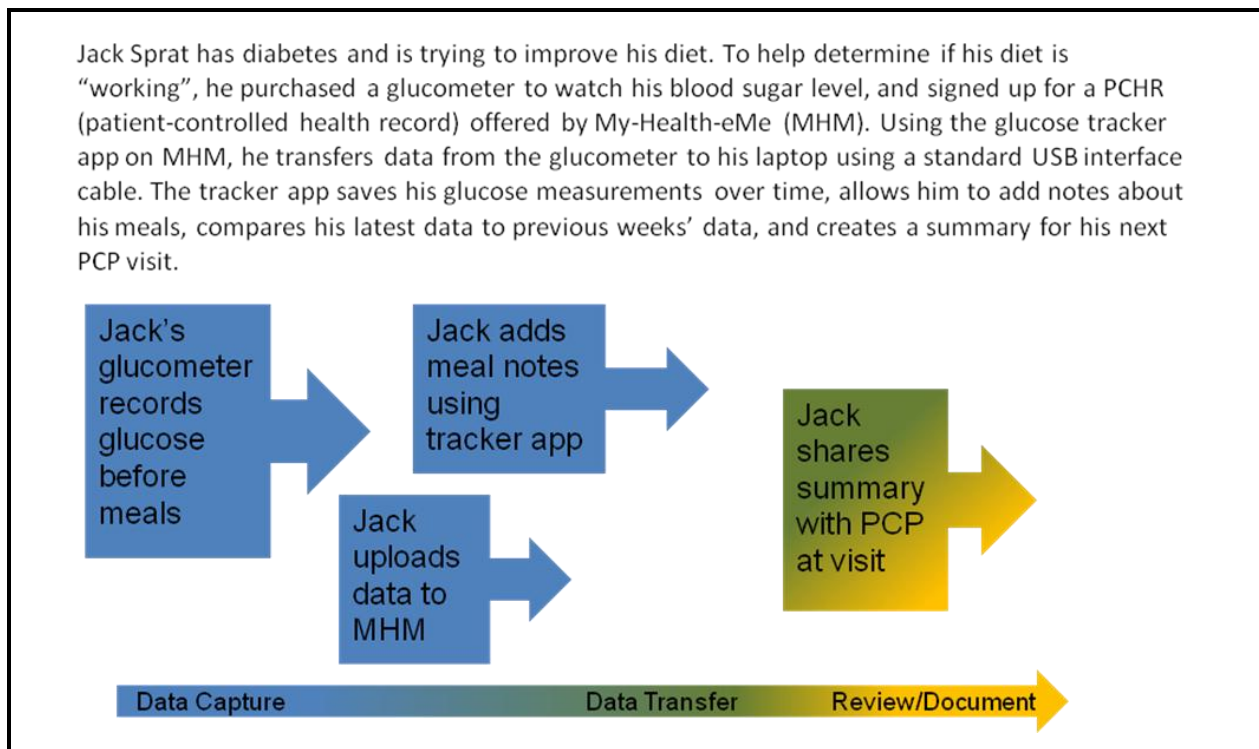 Jack Sprat has diabetes and is trying to improve his diet. To help determine if his diet is
“working”, he purchased a glucometer to watch his blood sugar level, and signed up for a PCHR
(patient-controlled health record) offered by My-Health-eMe (MHM). Using the glucose tracker
app on MHM, he transfers data from the glucometer to his laptop using a standard USB interface
cable. The tracker app saves his glucose measurements over time, allows him to add notes about
his meals, compares his latest data to previous weeks’ data, and creates a summary for his next
PCP visit.
Jack’s
glucometer
records
glucose
before
meals
Jack adds
meal notes
using
tracker app
Jack
uploads
data to
MHM
Jack
shares
summary
with PCP
at visit
Data Capture
Data Transfer
Review/Document